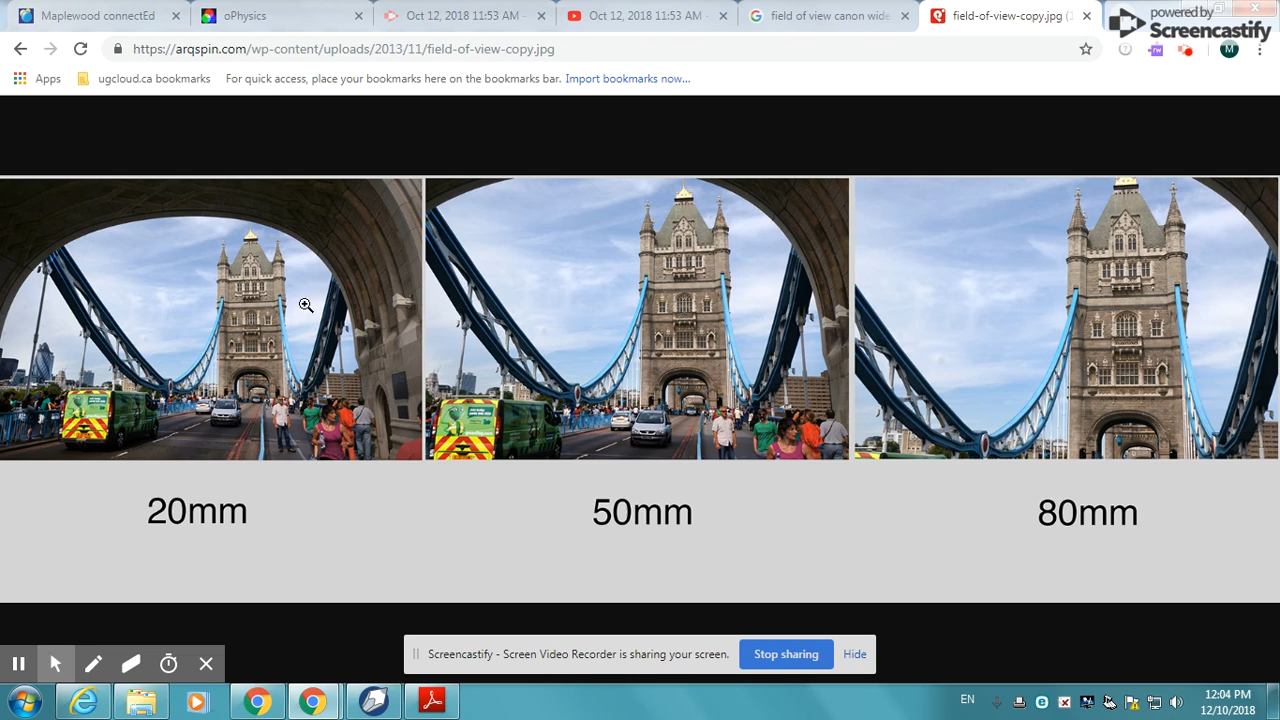 Maplewood connectEd
oPhysics
Oct 12, 2018 11:53 AM -
Oct 12, 2018 11:53 AM -
field of view canon wide
field-of-view-copy.jpg (1
powered by
Screencastify
https://arqspin.com/wp-content/uploads/2013/11/field-of-view-copy.jpg
M
Apps
ugcloud.ca bookmarks
For quick access, place your bookmarks here on the bookmarks bar.
Import bookmarks now...
20mm
50mm
80mm
Screencastify - Screen Video Recorder is sharing your screen.
Stop sharing
Hide
EN
12:04 PM
12/10/2018